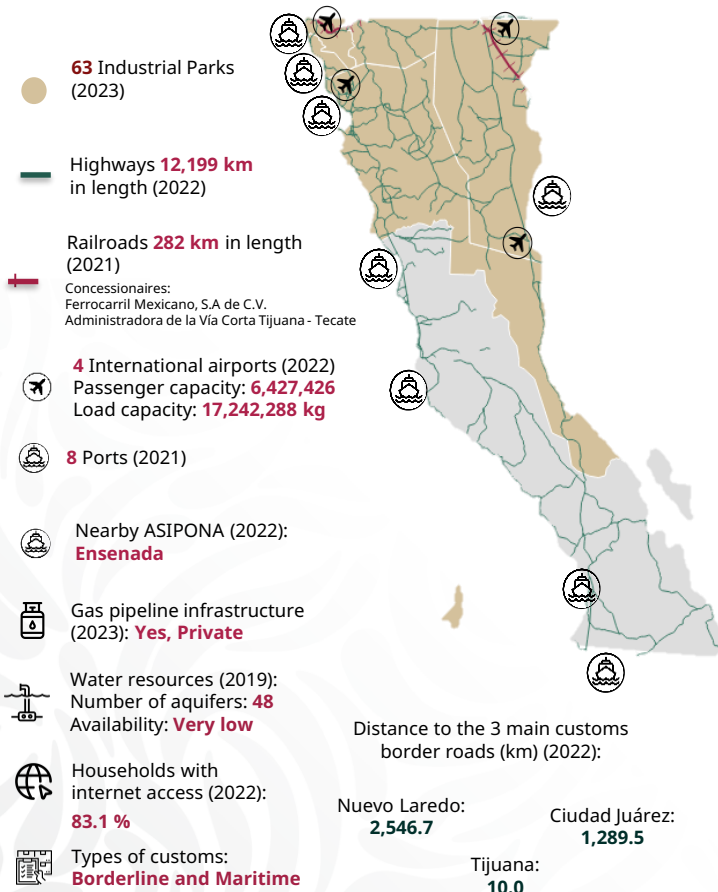 63 Industrial Parks
(2023)
Highways 12,199 km
in length (2022)
Railroads 282 km in length
(2021)
Concessionaires:
Ferrocarril Mexicano, S.A de C.V.
Administradora de la Vía Corta Tijuana - Tecate
4 International airports (2022)
Passenger capacity: 6,427,426
Load capacity: 17,242,288 kg
8 Ports (2021)
Nearby ASIPONA (2022):
Ensenada
Gas pipeline infrastructure
(2023): Yes, Private
Water resources (2019):
Number of aquifers: 48
Availability: Very low
Households with
internet access (2022):
83.1 %
Types of customs:
Borderline and Maritime
Distance to the 3 main customs
border roads (km) (2022):
Nuevo Laredo:
2,546.7
Ciudad Juárez:
1,289.5
Tijuana:
10.0